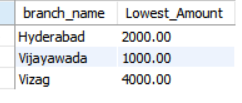 branch_name Lowest_Amount
Hyderabad 2000.00
Vijayawada 1000.00
Vizag 4000.00